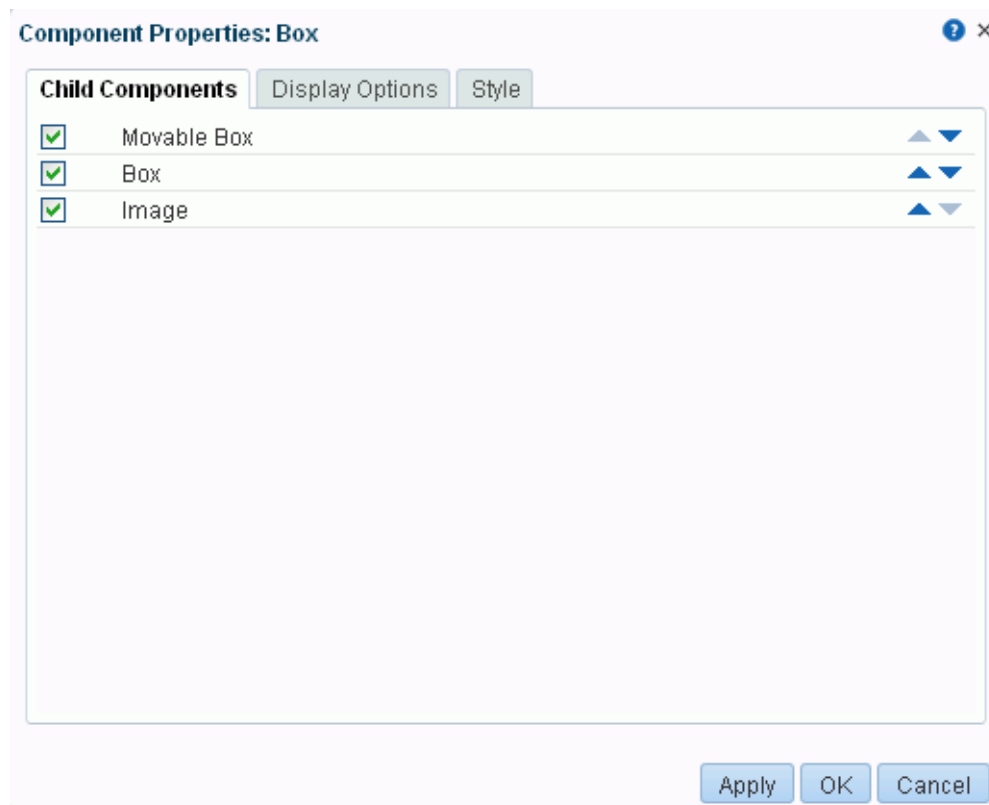 Component Properties: Box
Child Components Display Options Style
Movable Box
Box
Image
Apply OK Cancel